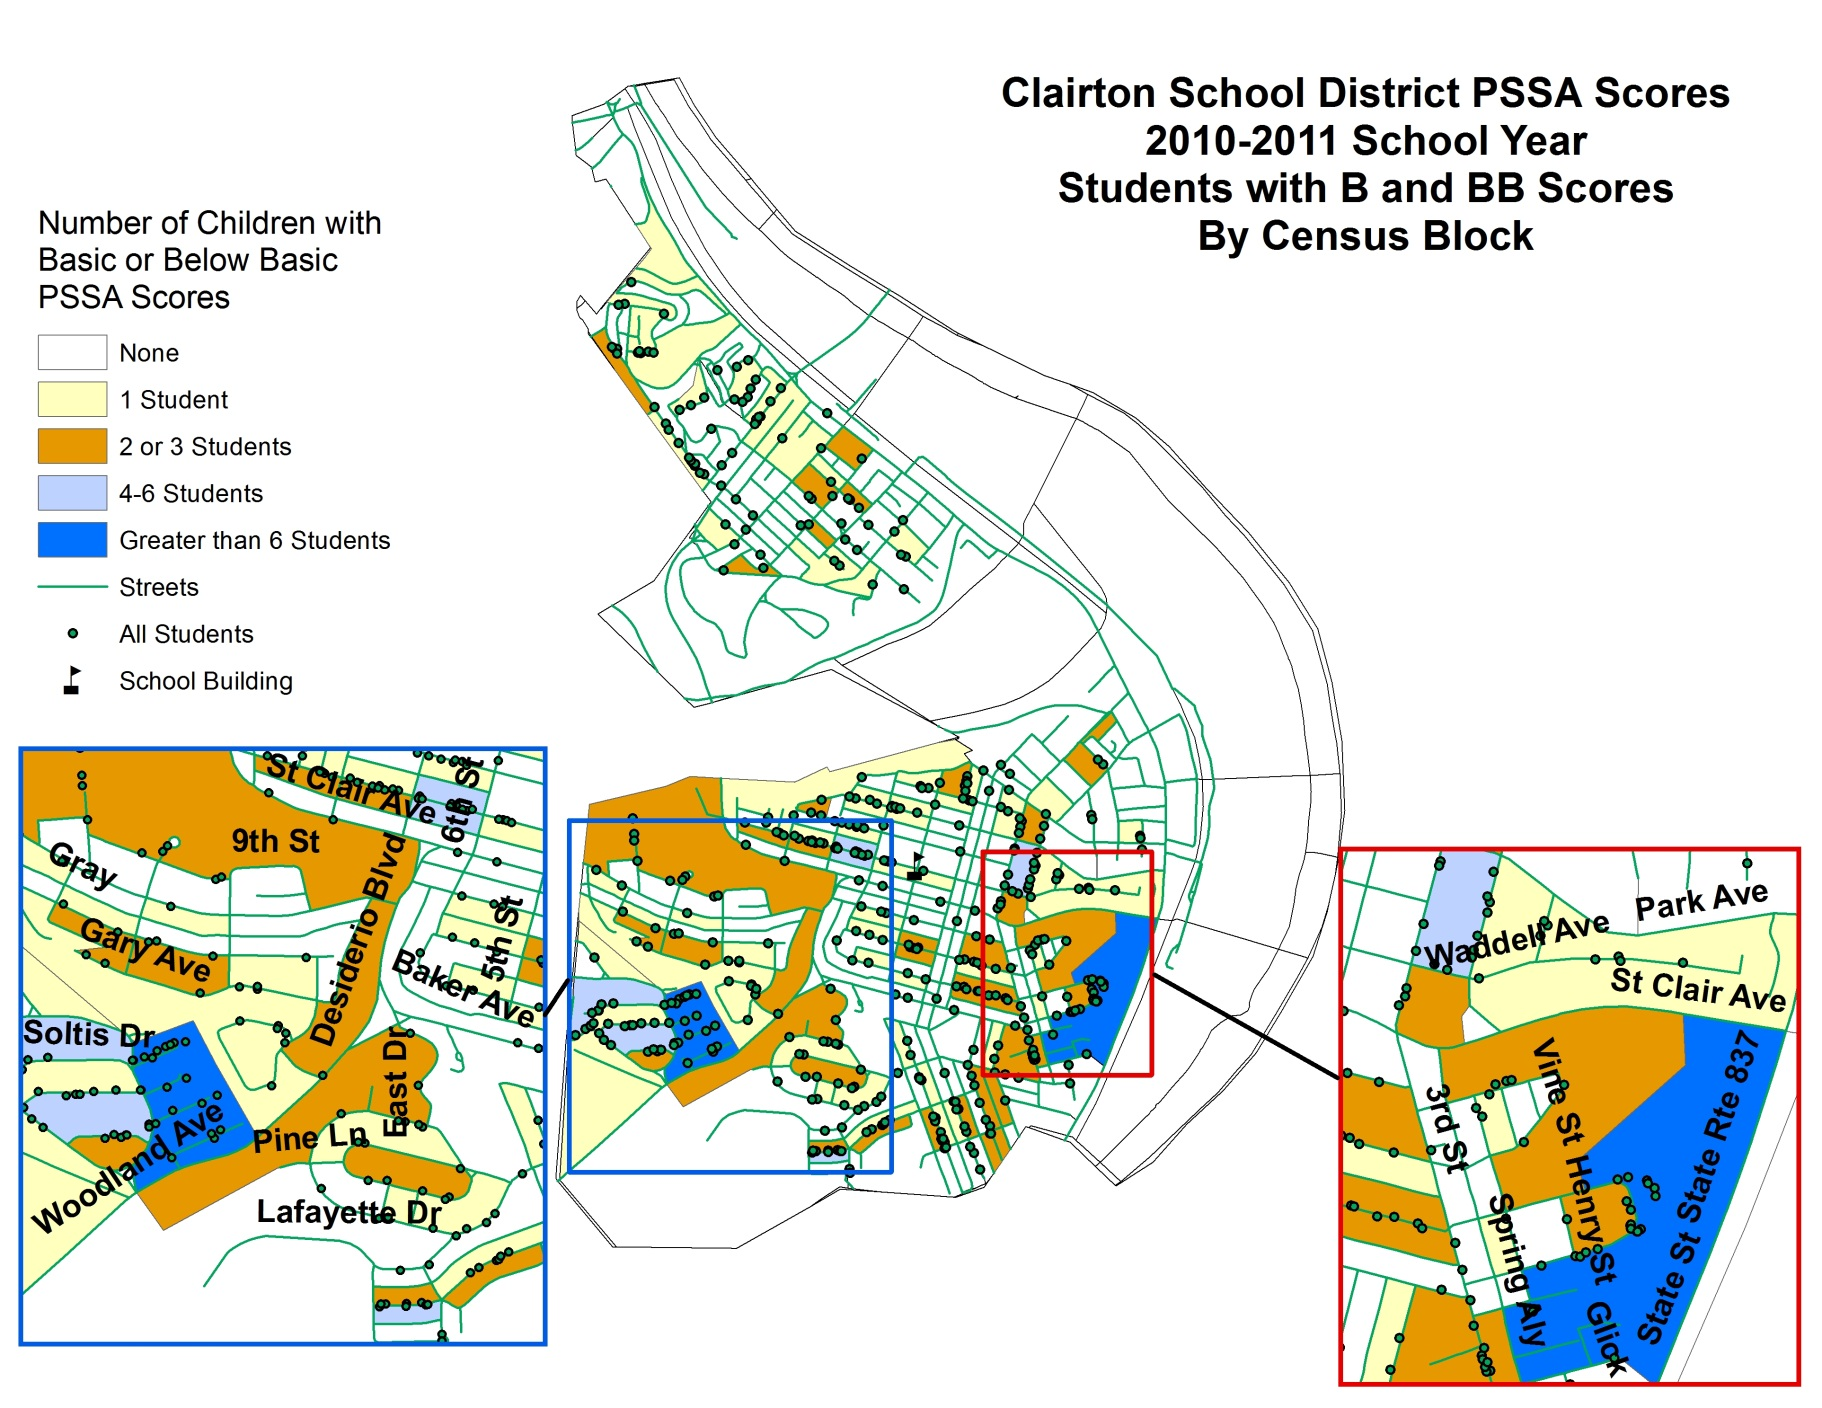 Clairton School District PSSA Scores
2010-2011 School Year
Students with B and BB Scores
By Census Block
Number of Children with
Basic or Below Basic
PSSA Scores
None
1 Student
2 or 3 Students
4-6 Students
Greater than 6 Students
Streets
All Students
School Building
St Clair Ave
6th St
9th St
Gray
Desiderio Blvd
Gary Ave
5th St
Baker Ave
Soltis Dr
East Dr
Woodland Ave
Pine Ln
Lafayette Dr
Park Ave
Waddell Ave
St Clair Ave
Vine St
3rd St
Henry St
State St State Rte 837
Spring Aly
Glick